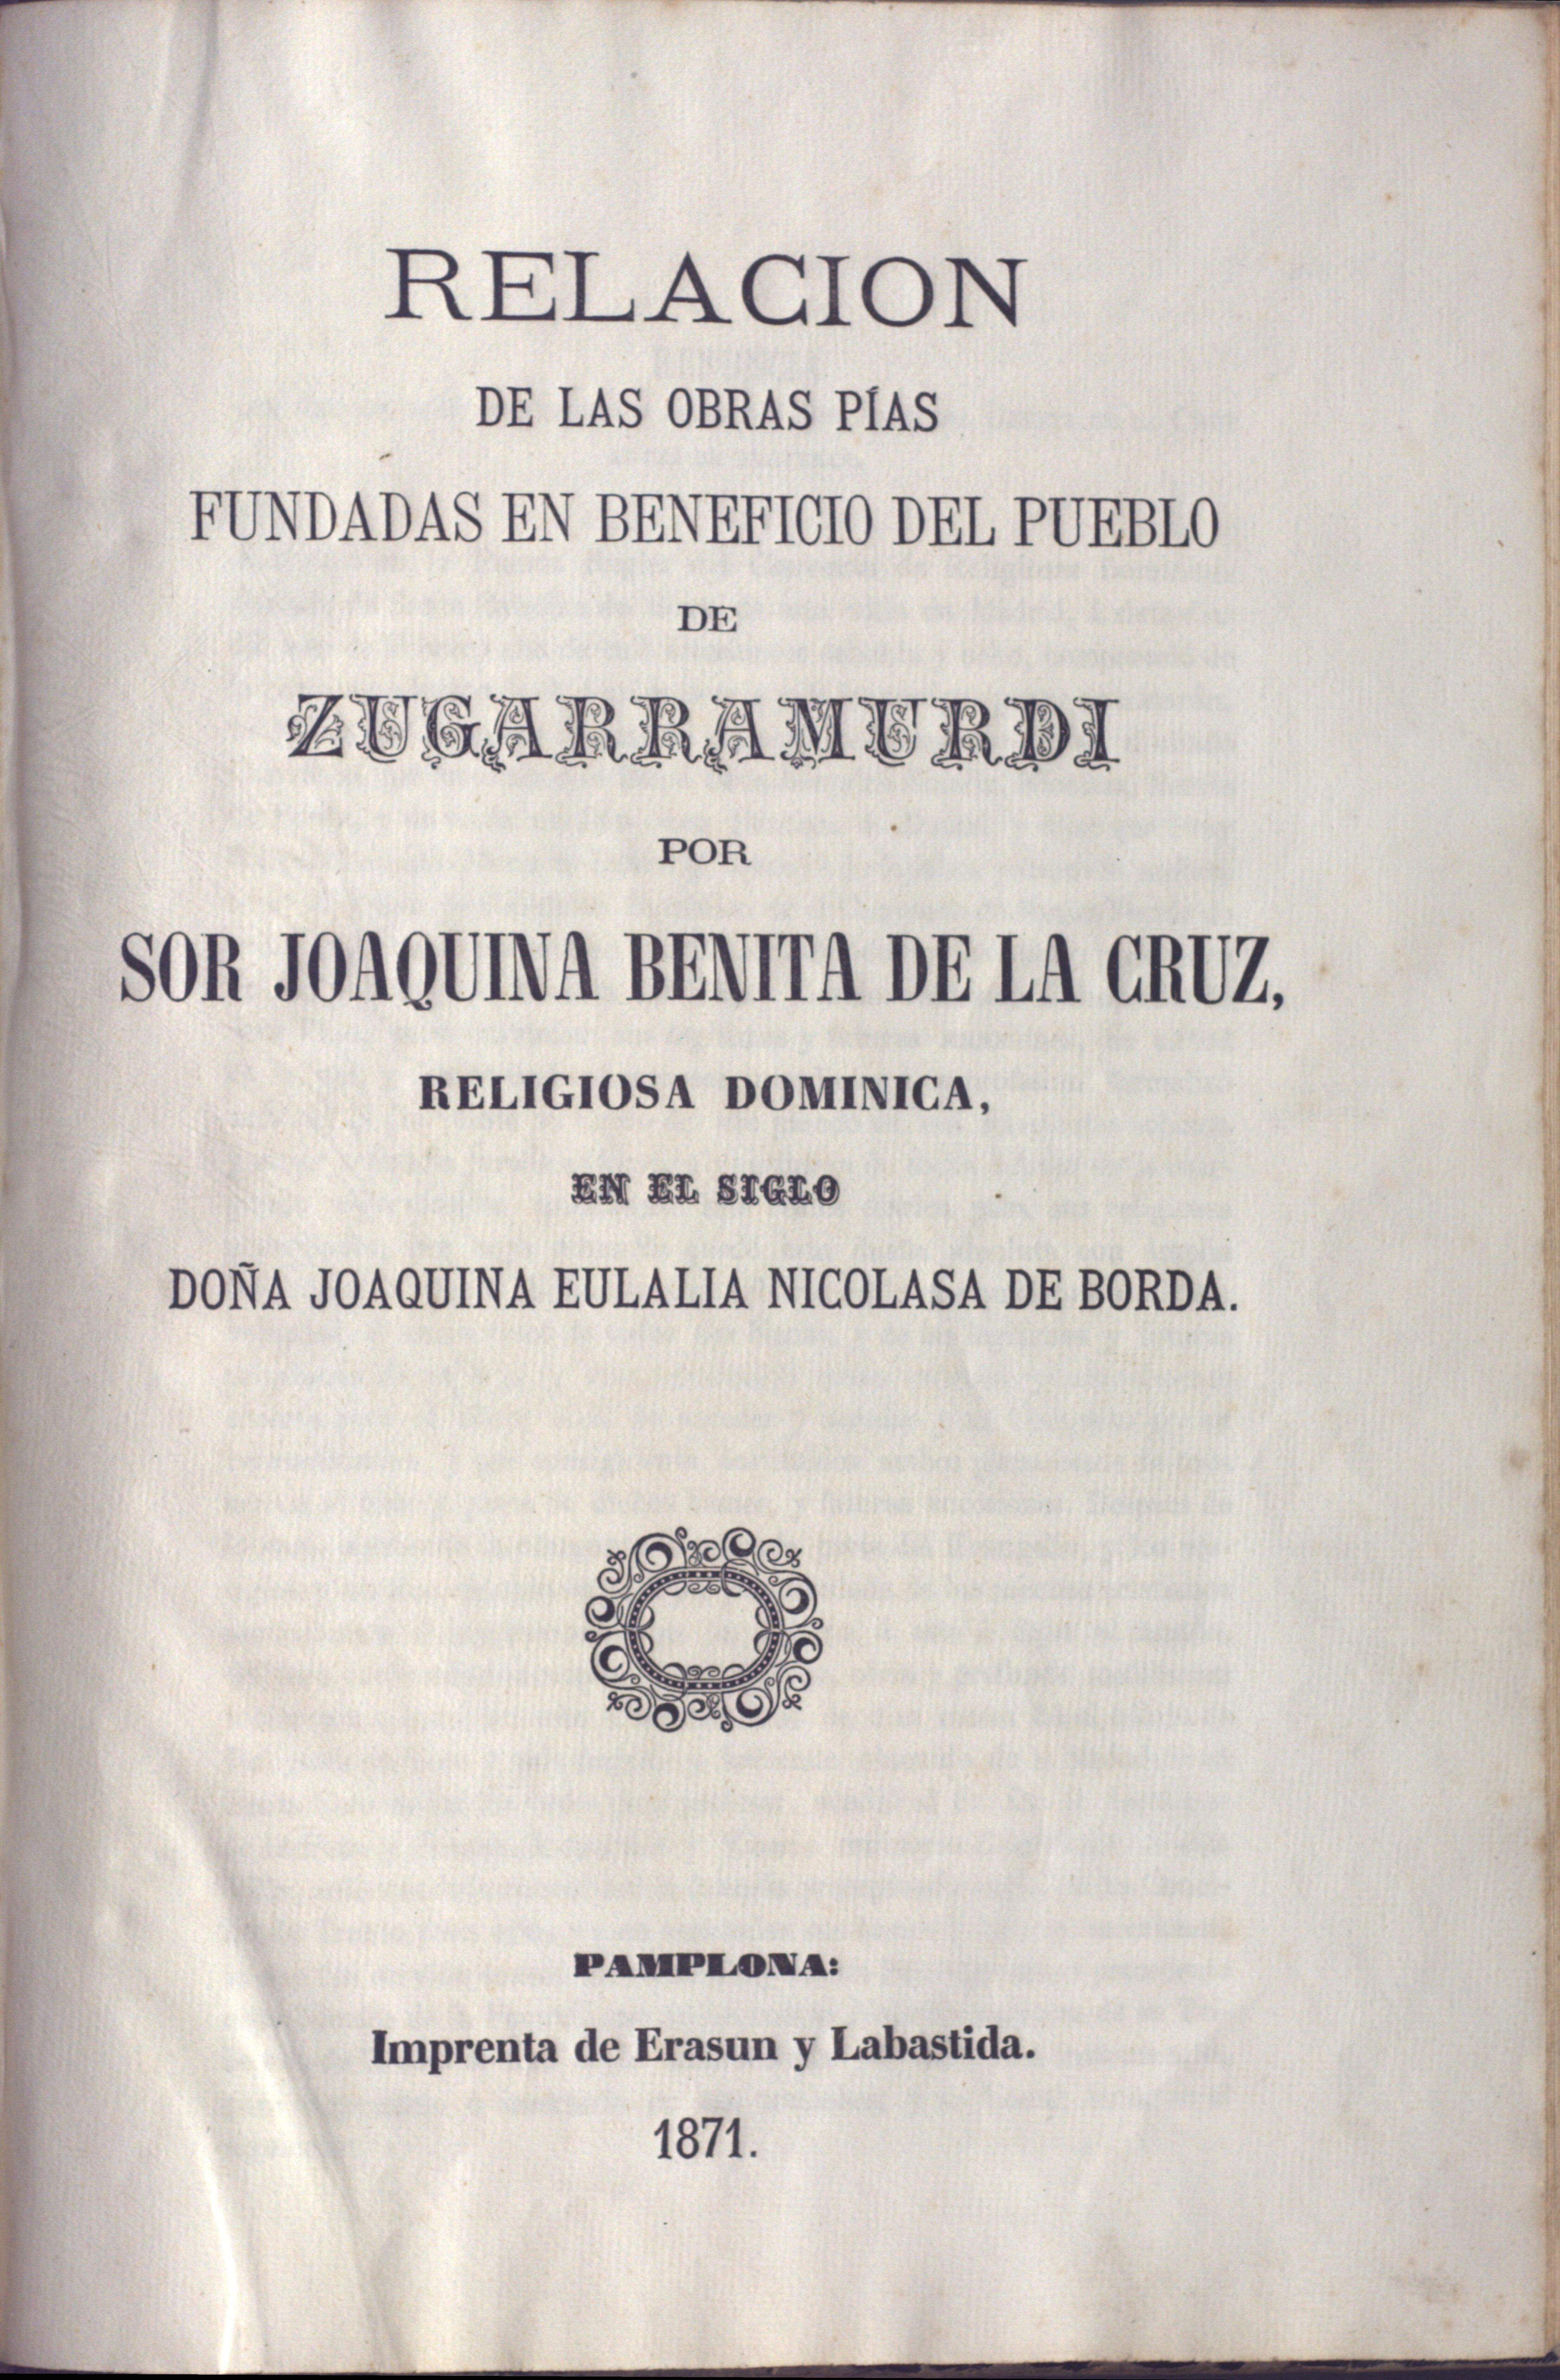 RELACION
DE LAS OBRAS PÍAS
FUNDADAS EN BENEFICIO DEL PUEBLO
DE
ZUGARRAMURDI
POR
SOR JOAQUINA BENITA DE LA CRUZ,
RELIGIOSA DOMINICA,
EN EL SIGLO
DOÑA JOAQUINA EULALIA NICOLASA DE BORDA.
PAMPLONA:
Imprenta de Erasun y Labastida.
1871.